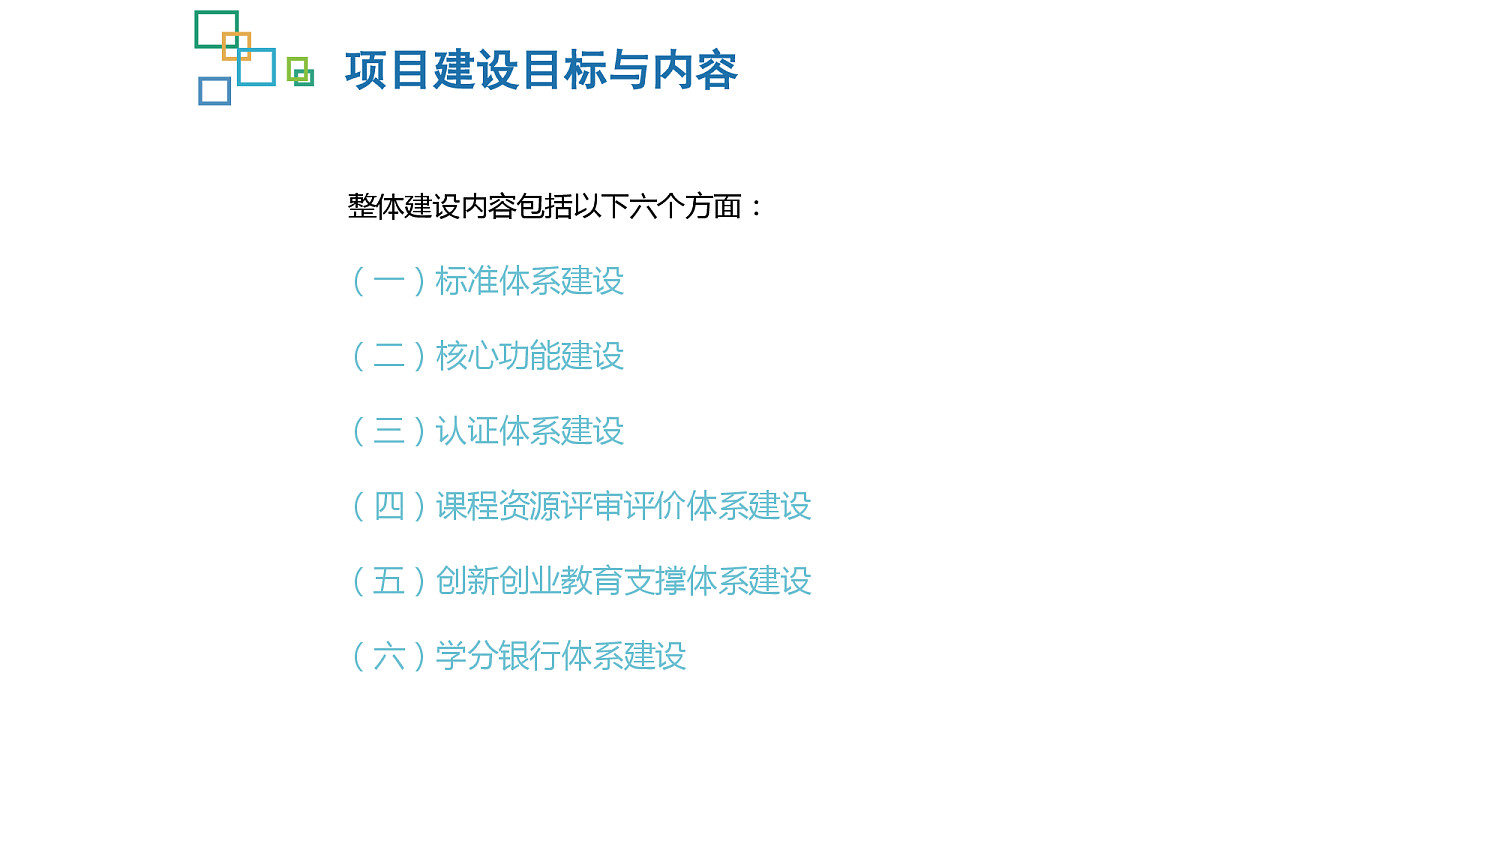 项目建设目标与内容
整体建设内容包括以下六个方面：
（一）标准体系建设
（二）核心功能建设
（三）认证体系建设
（四）课程资源评审评价体系建设
（五）创新创业教育支撑体系建设
（六）学分银行体系建设